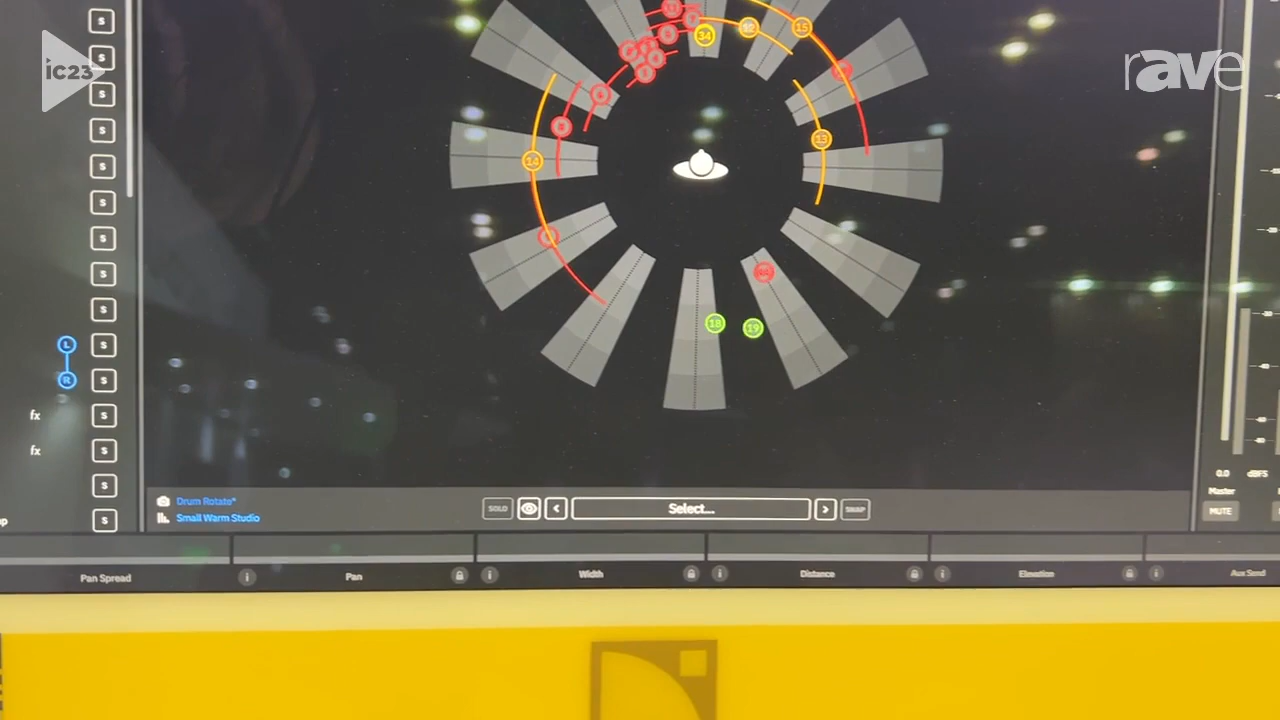 ic23
rAVe
S
S
S
S
S
S
S
S
S
L
S
R
S
fx
S
fx
S
S
S
34
12
15
13
14
18
19
Drum Rotate*
Small Warm Studio
SOLO
<
Select...
>
SWAP
0.0 dBFS
Master
MUTE
Pan Spread
i
Pan
i
Width
i
Distance
i
Elevation
i
Aux Send